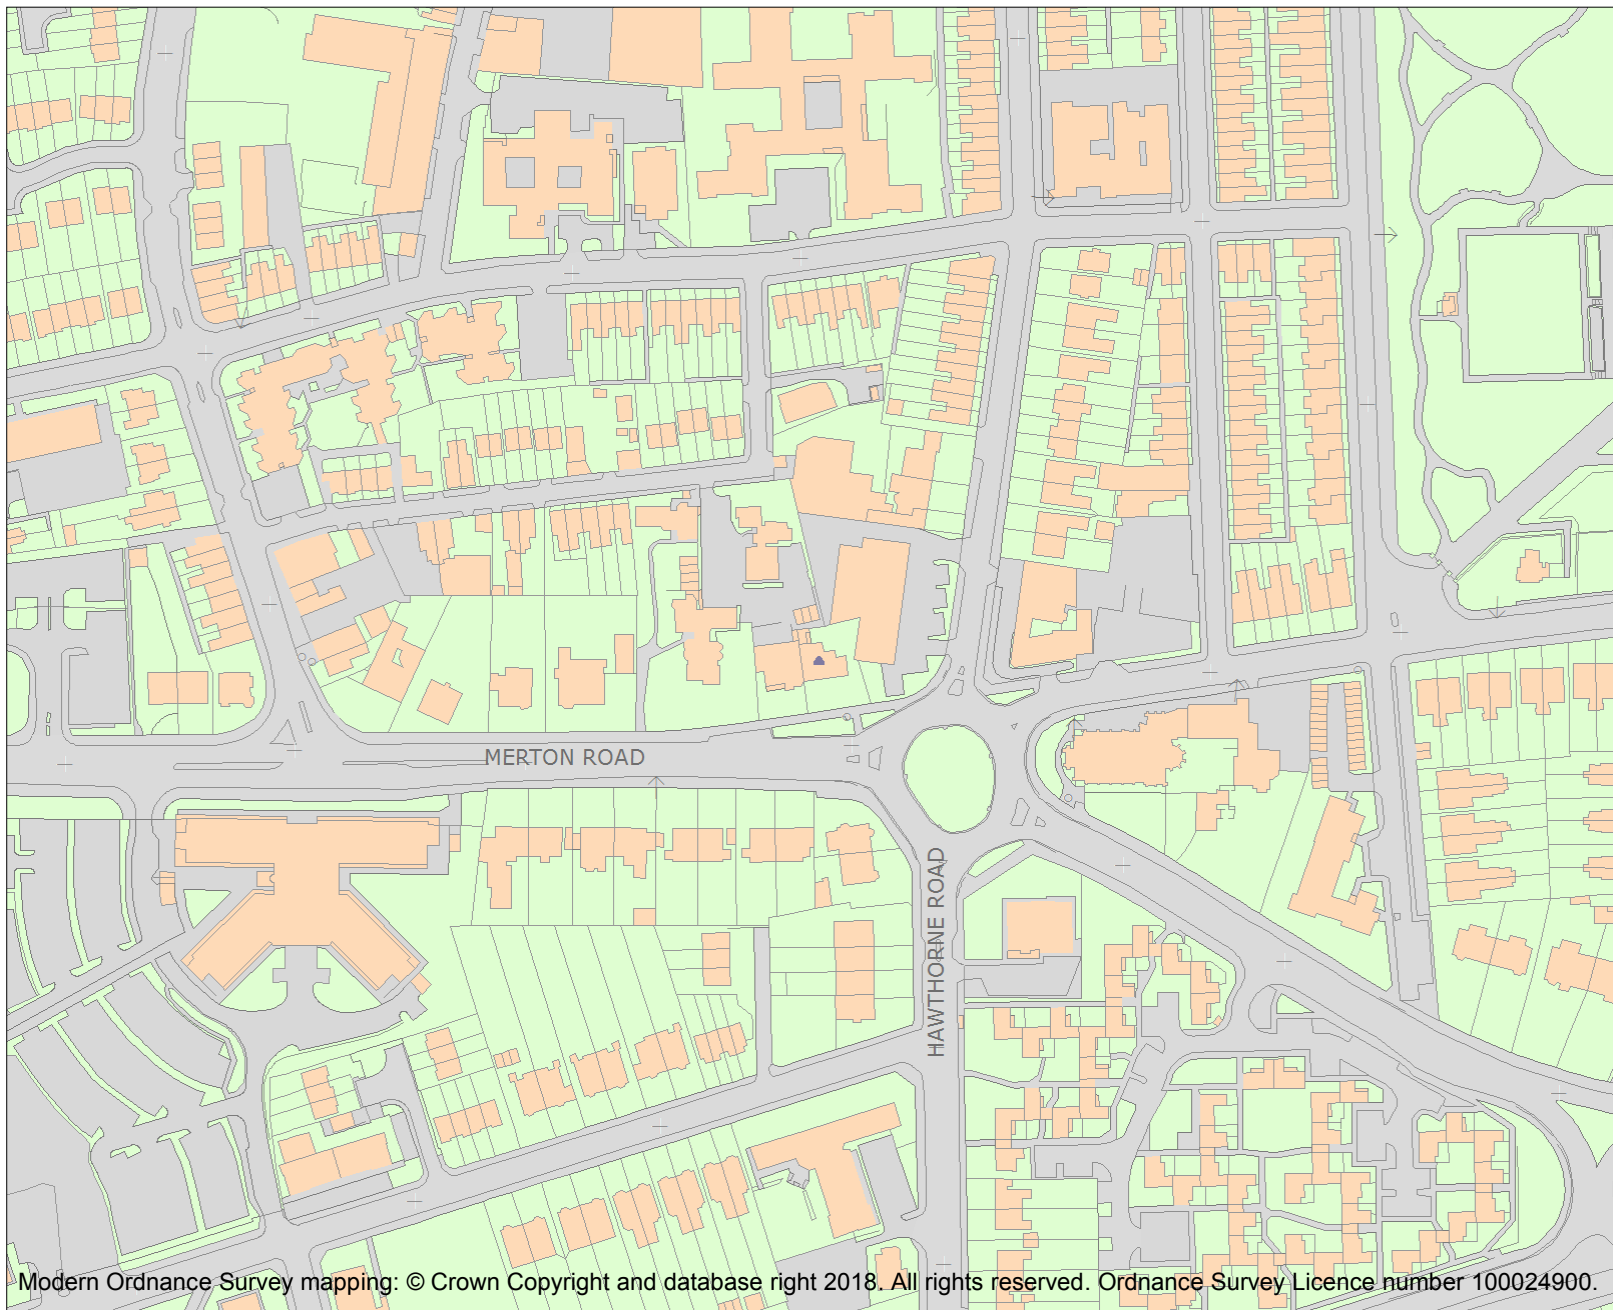 MERTON ROAD
HAWTHORNE ROAD
Modern Ordnance Survey mapping: © Crown Copyright and database right 2018. All rights reserved. Ordnance Survey Licence number 100024900.